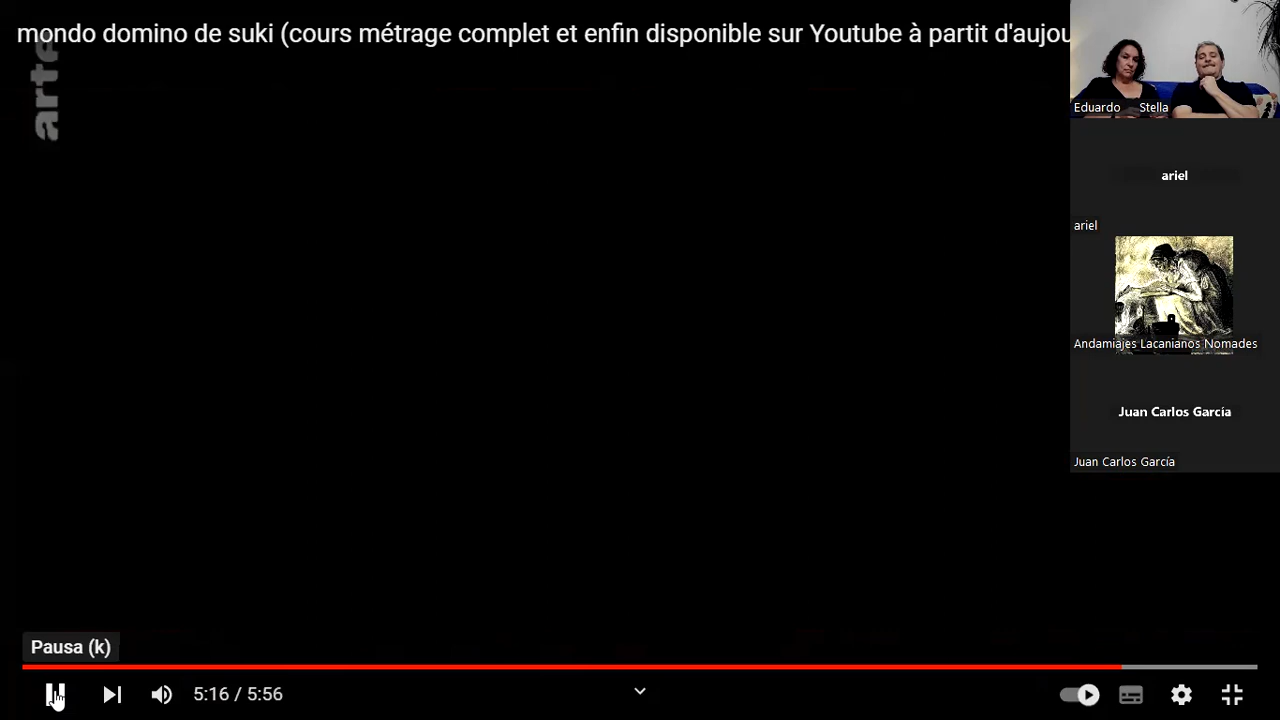 mondo domino de suki (cours métrage complet et enfin disponible sur Youtube à partit d'aujou
arte
Eduardo Stella
ariel
ariel
Andamiajes Lacanianos Nomades
Juan Carlos García
Juan Carlos García
Pausa (k)
5:16 / 5:56